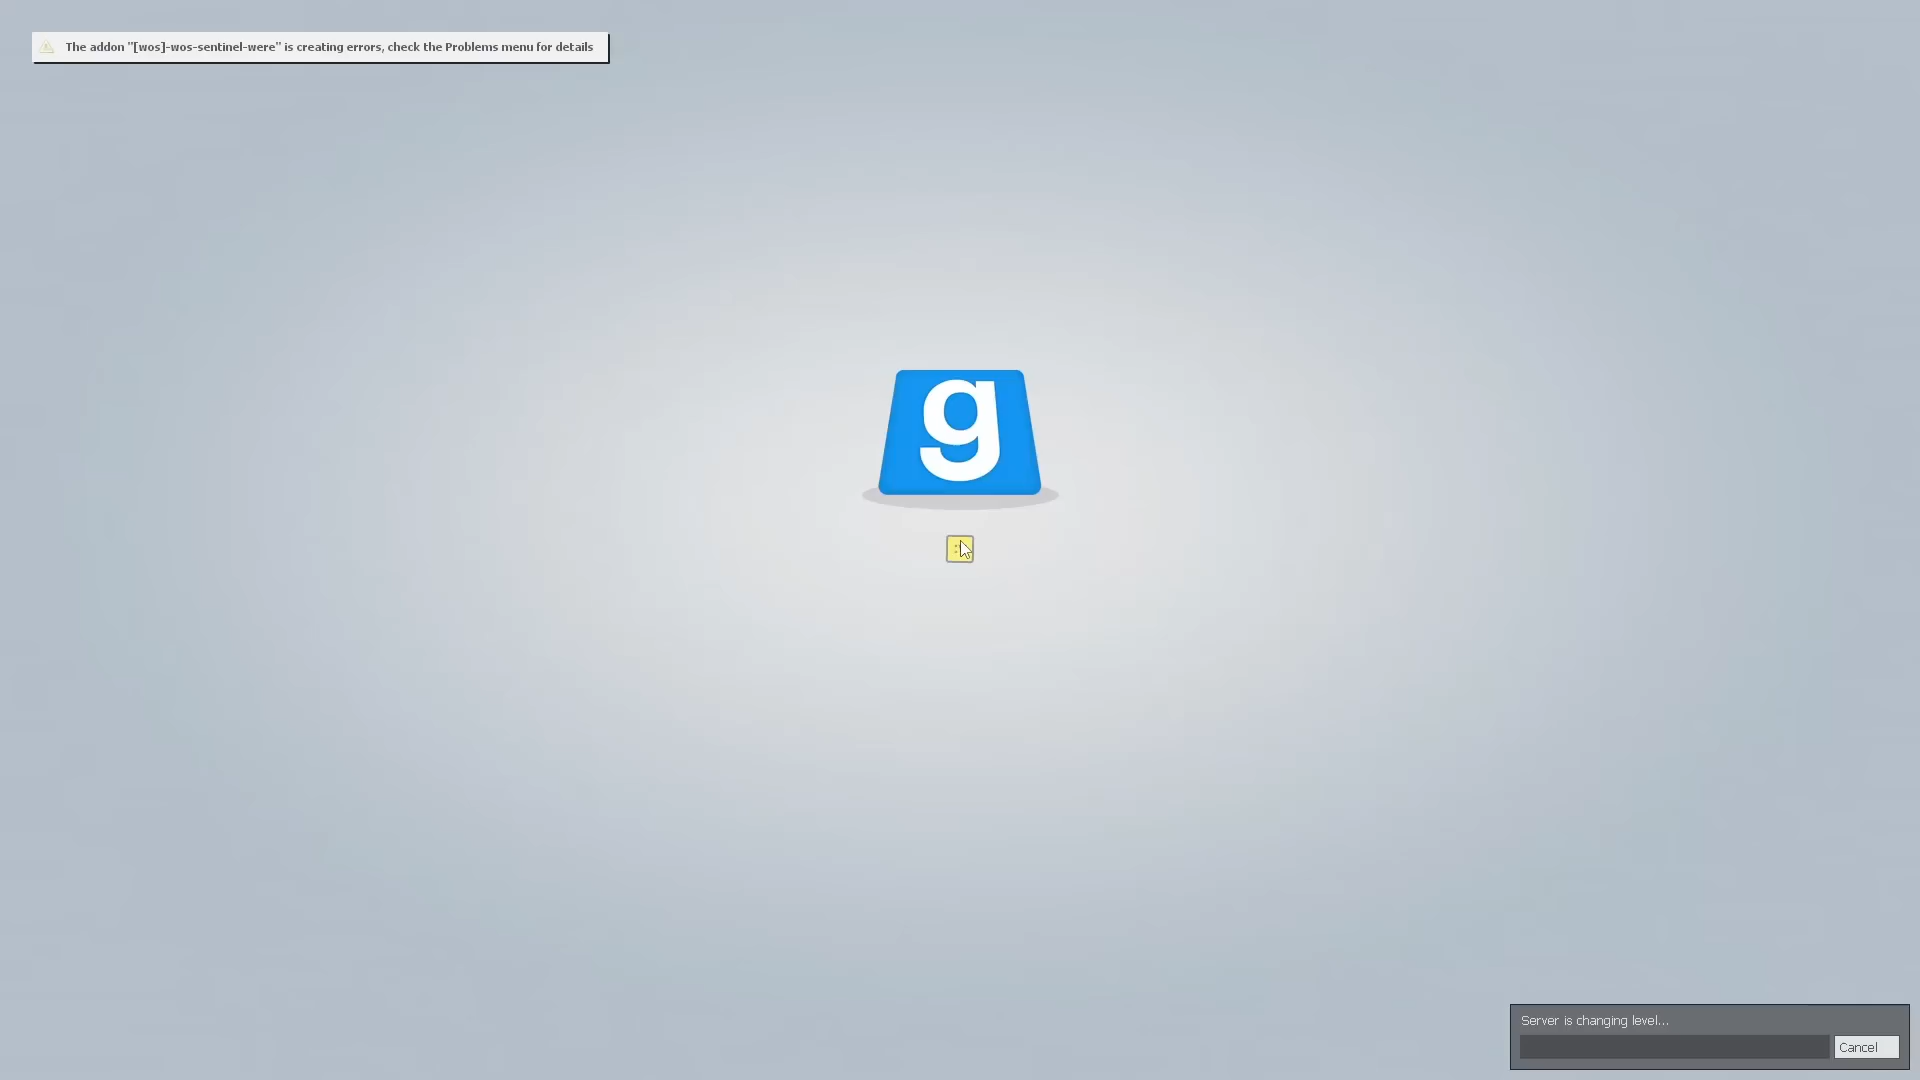 The addon "[wos]-wos-sentinel-were" is creating errors, check the Problems menu for details
g
Server is changing level...
Cancel